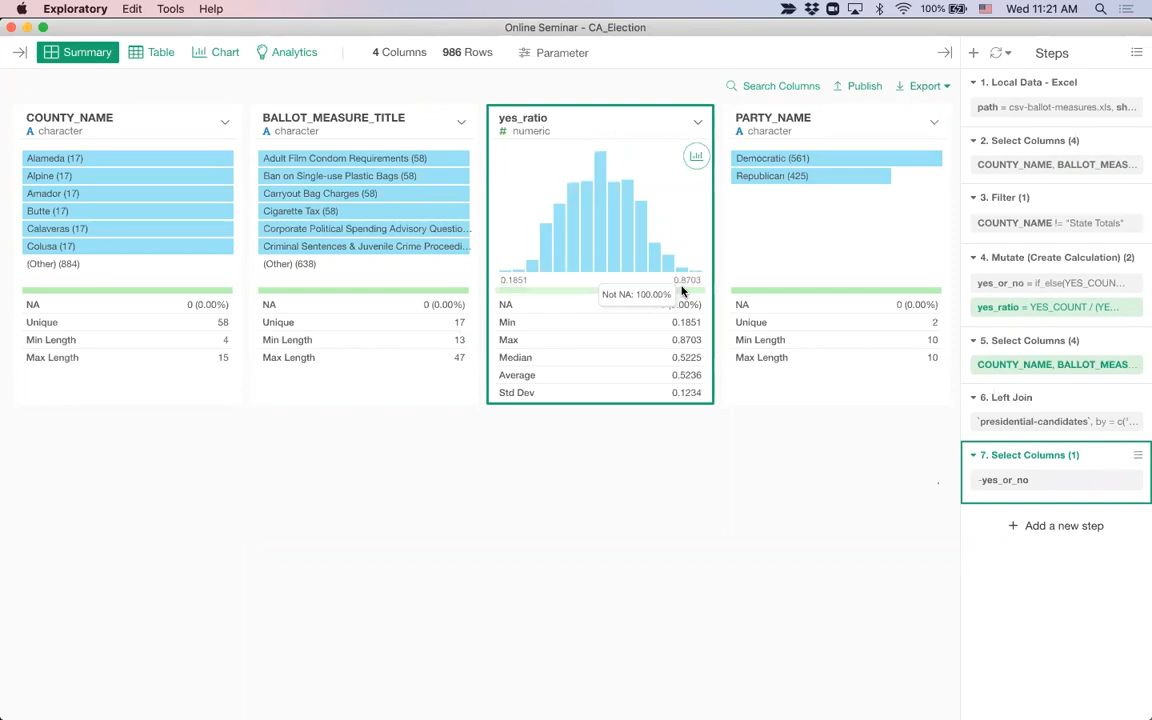 Exploratory Edit Tools Help 100% Wed 11:21 AM
Online Seminar - CA_Election
Summary Table Chart Analytics 4 Columns 986 Rows Parameter Steps
Search Columns Publish Export
COUNTY_NAME
character
Alameda (17)
Alpine (17)
Amador (17)
Butte (17)
Calaveras (17)
Colusa (17)
(Other) (884)
NA 0 (0.00%)
Unique 58
Min Length 4
Max Length 15
BALLOT_MEASURE_TITLE
character
Adult Film Condom Requirements (58)
Ban on Single-use Plastic Bags (58)
Carryout Bag Charges (58)
Cigarette Tax (58)
Corporate Political Spending Advisory Questio...
Criminal Sentences & Juvenile Crime Proceedi...
(Other) (638)
NA 0 (0.00%)
Unique 17
Min Length 13
Max Length 47
yes_ratio
# numeric
0.1851 0.8703
Not NA: 100.00%
NA
Min 0.1851
Max 0.8703
Median 0.5225
Average 0.5236
Std Dev 0.1234
PARTY_NAME
character
Democratic (561)
Republican (425)
NA 0 (0.00%)
Unique 2
Min Length 10
Max Length 10
1. Local Data - Excel
path = csv-ballot-measures.xls, sh...
2. Select Columns (4)
COUNTY_NAME, BALLOT_MEAS...
3. Filter (1)
COUNTY_NAME != "State Totals"
4. Mutate (Create Calculation) (2)
yes_or_no = if_else(YES_COUN...
yes_ratio = YES_COUNT / (YE...
5. Select Columns (4)
COUNTY_NAME, BALLOT_MEAS...
6. Left Join
`presidential-candidates`, by = c('...
7. Select Columns (1)
-yes_or_no
+ Add a new step